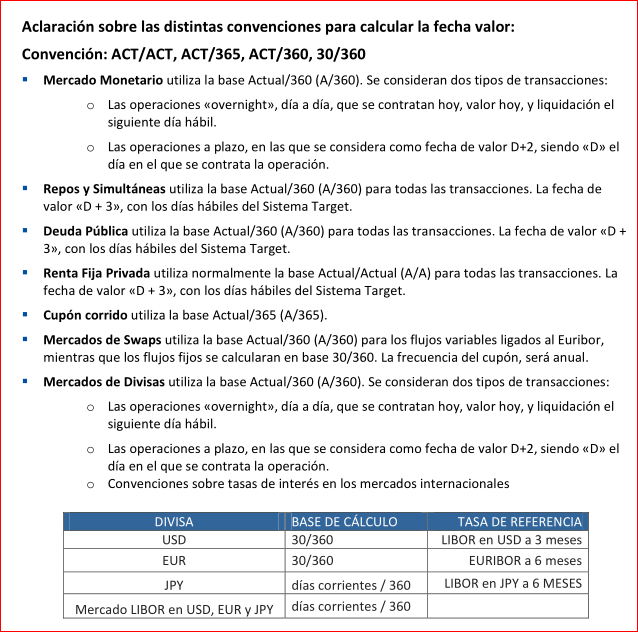 Aclaración sobre las distintas convenciones para calcular la fecha valor:
Convención: ACT/ACT, ACT/365, ACT/360, 30/360
▪ Mercado Monetario utiliza la base Actual/360 (A/360). Se consideran dos tipos de transacciones:
o Las operaciones «overnight», día a día, que se contratan hoy, valor hoy, y liquidación el
siguiente día hábil.
o Las operaciones a plazo, en las que se considera como fecha de valor D+2, siendo «D» el
día en el que se contrata la operación.
▪ Repos y Simultáneas utiliza la base Actual/360 (A/360) para todas las transacciones. La fecha de
valor «D + 3», con los días hábiles del Sistema Target.
▪ Deuda Pública utiliza la base Actual/360 (A/360) para todas las transacciones. La fecha de valor «D +
3», con los días hábiles del Sistema Target.
▪ Renta Fija Privada utiliza normalmente la base Actual/Actual (A/A) para todas las transacciones. La
fecha de valor «D + 3», con los días hábiles del Sistema Target.
▪ Cupón corrido utiliza la base Actual/365 (A/365).
▪ Mercados de Swaps utiliza la base Actual/360 (A/360) para los flujos variables ligados al Euribor,
mientras que los flujos fijos se calcularan en base 30/360. La frecuencia del cupón, será anual.
▪ Mercados de Divisas utiliza la base Actual/360 (A/360). Se consideran dos tipos de transacciones:
o Las operaciones «overnight», día a día, que se contratan hoy, valor hoy, y liquidación el
siguiente día hábil.
o Las operaciones a plazo, en las que se considera como fecha de valor D+2, siendo «D» el
día en el que se contrata la operación.
o Convenciones sobre tasas de interés en los mercados internacionales
DIVISA BASE DE CÁLCULO TASA DE REFERENCIA
USD 30/360 LIBOR en USD a 3 meses
EUR 30/360 EURIBOR a 6 meses
JPY días corrientes / 360 LIBOR en JPY a 6 MESES
Mercado LIBOR en USD, EUR y JPY días corrientes / 360